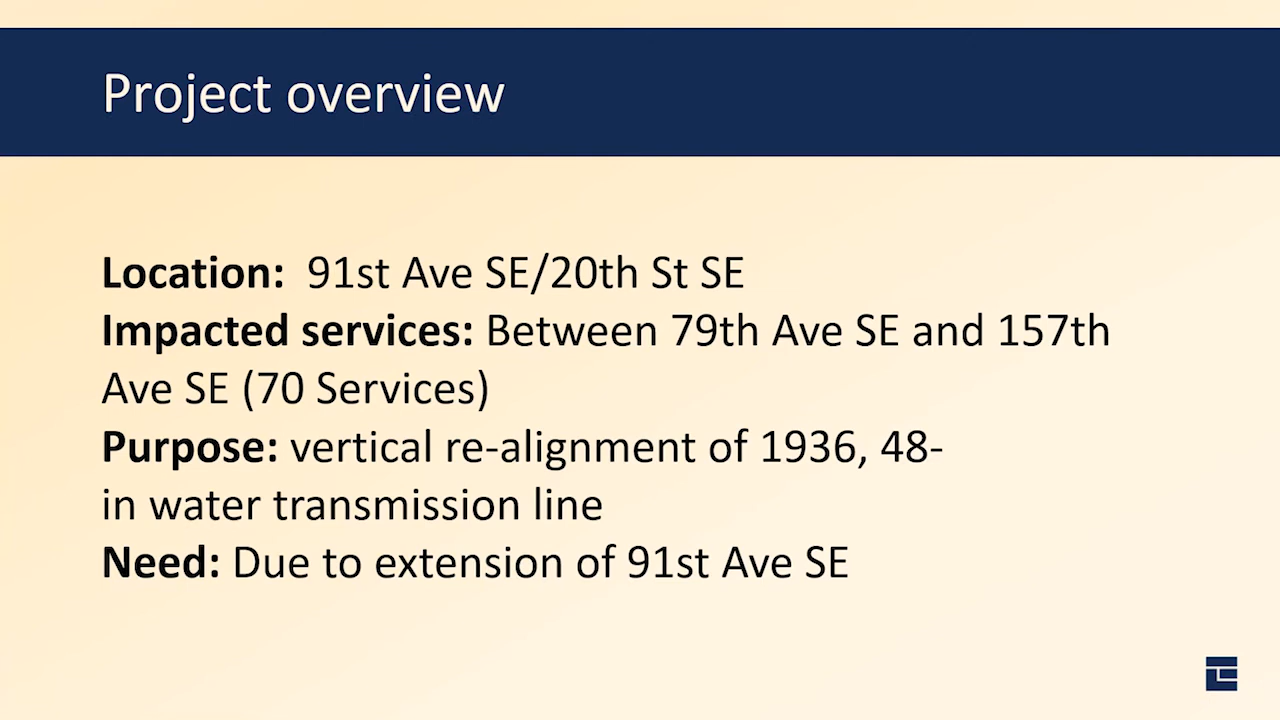 Project overview
Location:  91st Ave SE/20th St SE
Impacted services: Between 79th Ave SE and 157th
Ave SE (70 Services)
Purpose: vertical re-alignment of 1936, 48-
in water transmission line
Need: Due to extension of 91st Ave SE